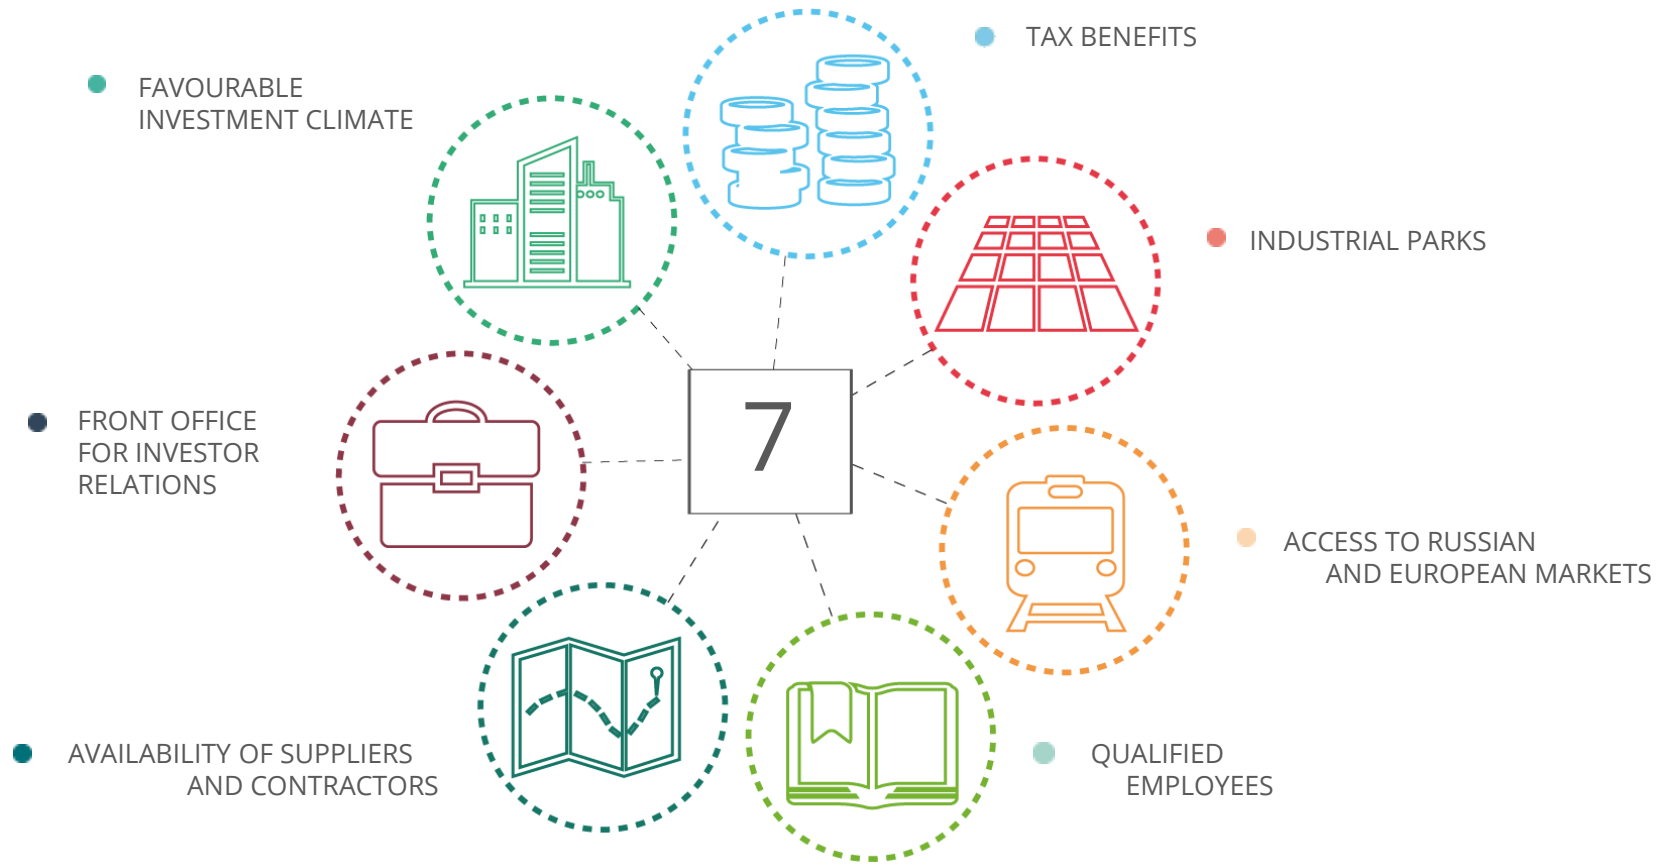 TAX BENEFITS
FAVOURABLE
INVESTMENT CLIMATE
INDUSTRIAL PARKS
7
FRONT OFFICE
FOR INVESTOR
RELATIONS
ACCESS TO RUSSIAN
AND EUROPEAN MARKETS
AVAILABILITY OF SUPPLIERS
AND CONTRACTORS
QUALIFIED
EMPLOYEES